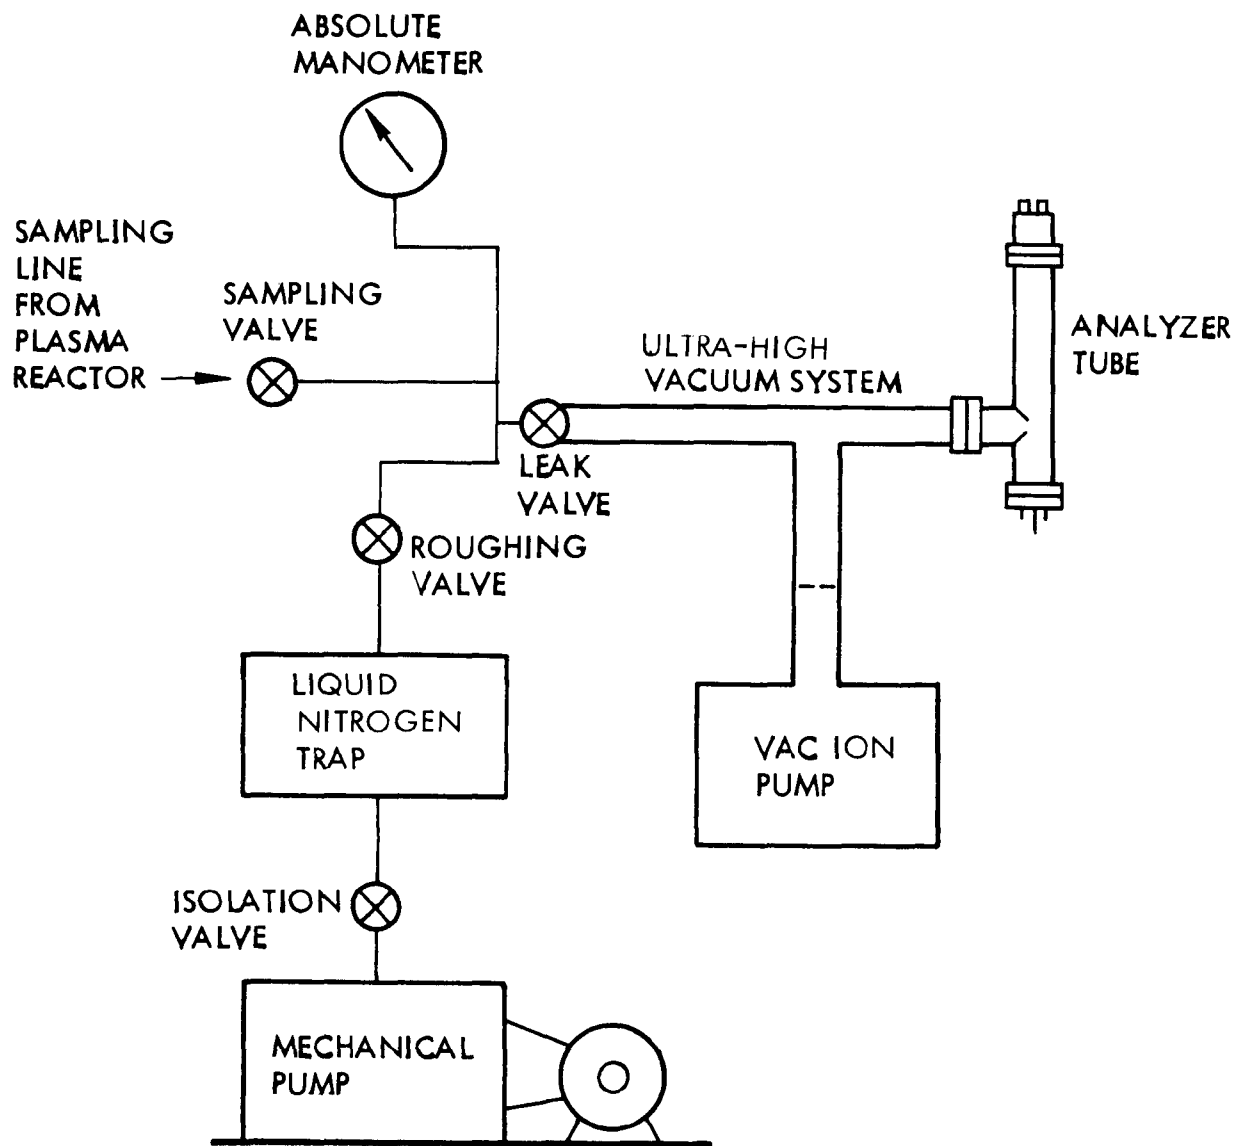 ABSOLUTE
MANOMETER
SAMPLING
LINE
FROM
PLASMA
REACTOR
SAMPLING
VALVE
ULTRA-HIGH
VACUUM SYSTEM
ANALYZER
TUBE
LEAK
VALVE
ROUGHING
VALVE
LIQUID
NITROGEN
TRAP
VAC ION
PUMP
ISOLATION
VALVE
MECHANICAL
PUMP